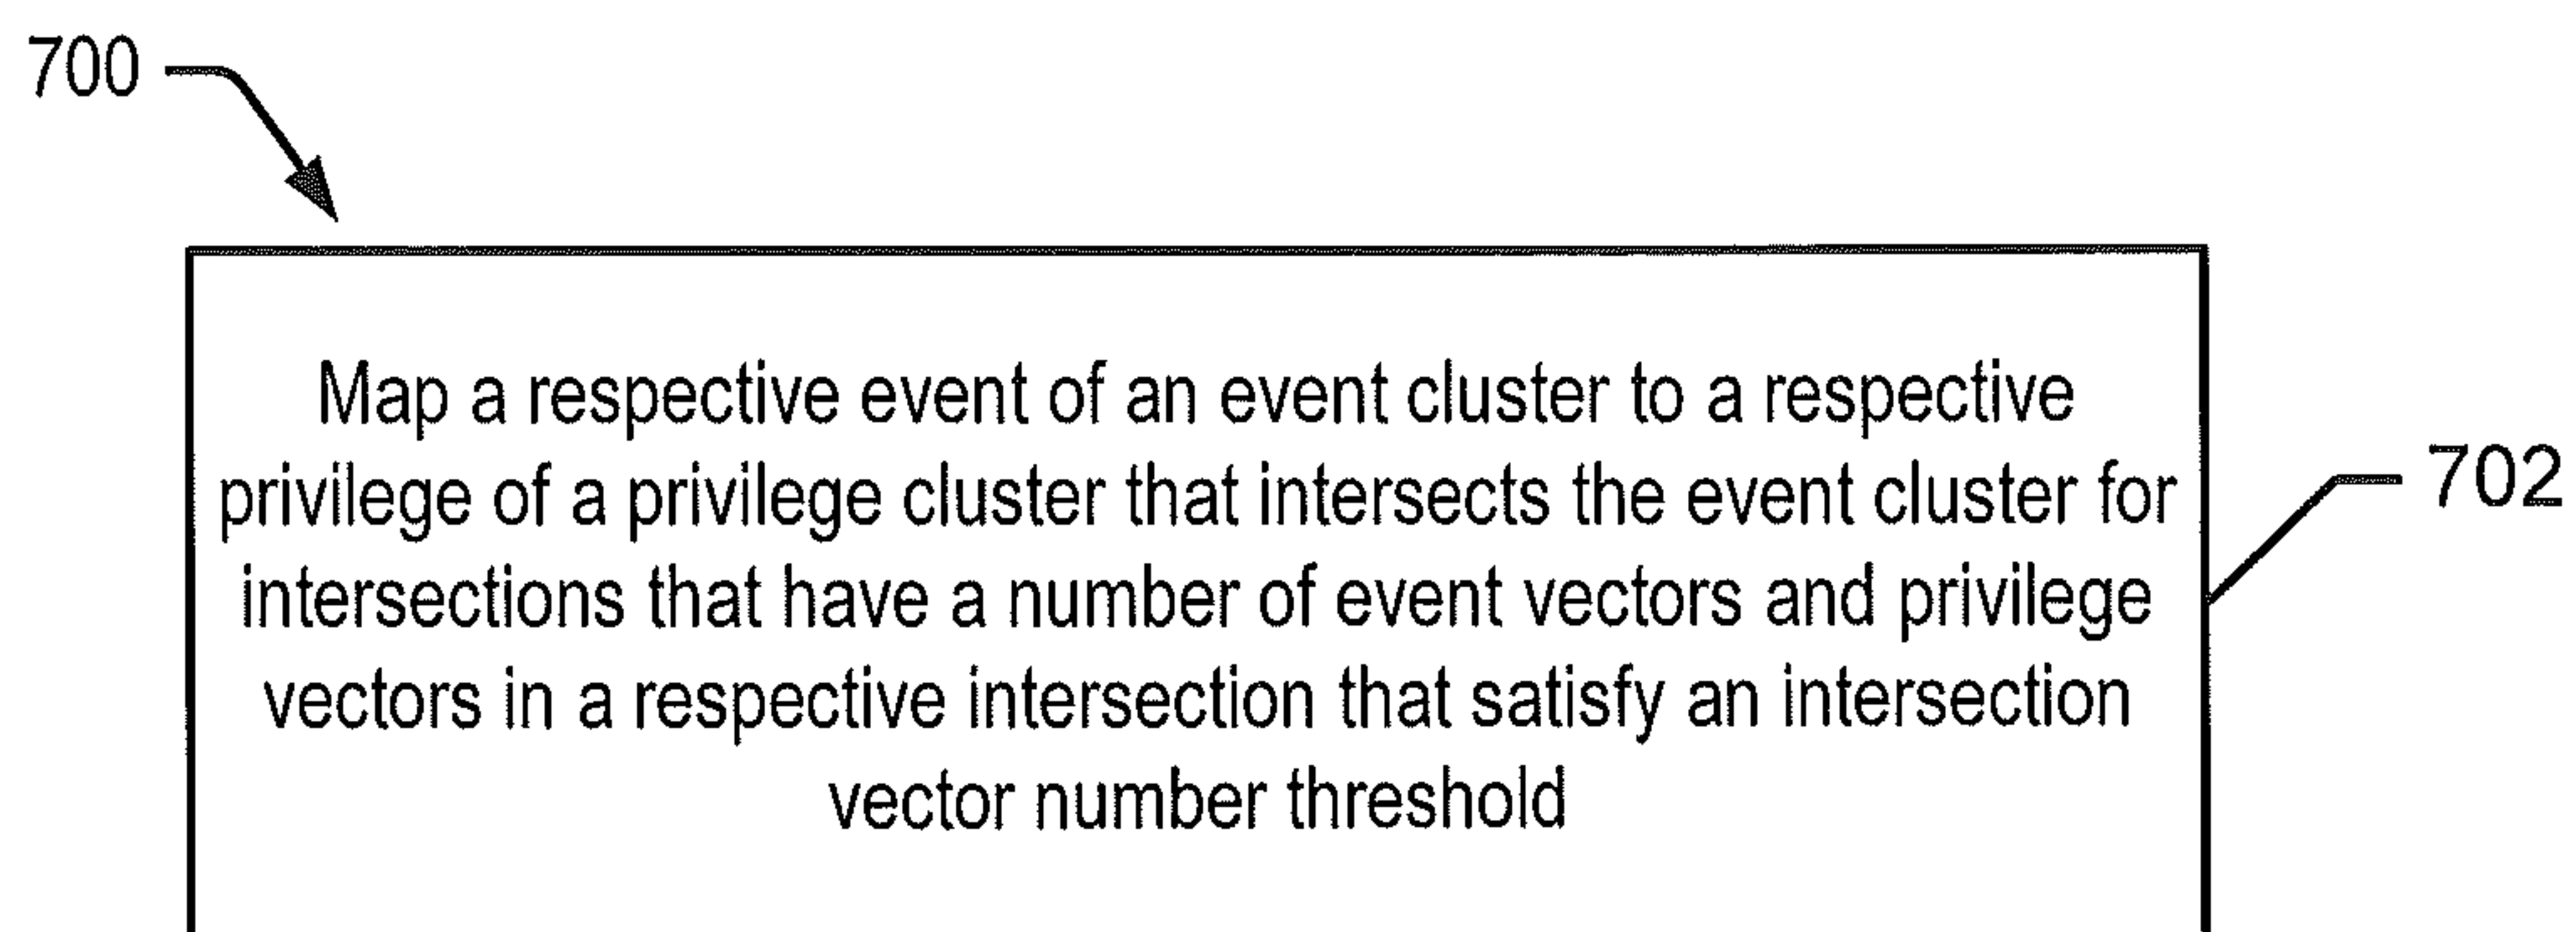 700
Map a respective event of an event cluster to a respective
privilege of a privilege cluster that intersects the event cluster for
702
intersections that have a number of event vectors and privilege
vectors in a respective intersection that satisfy an intersection
vector number threshold